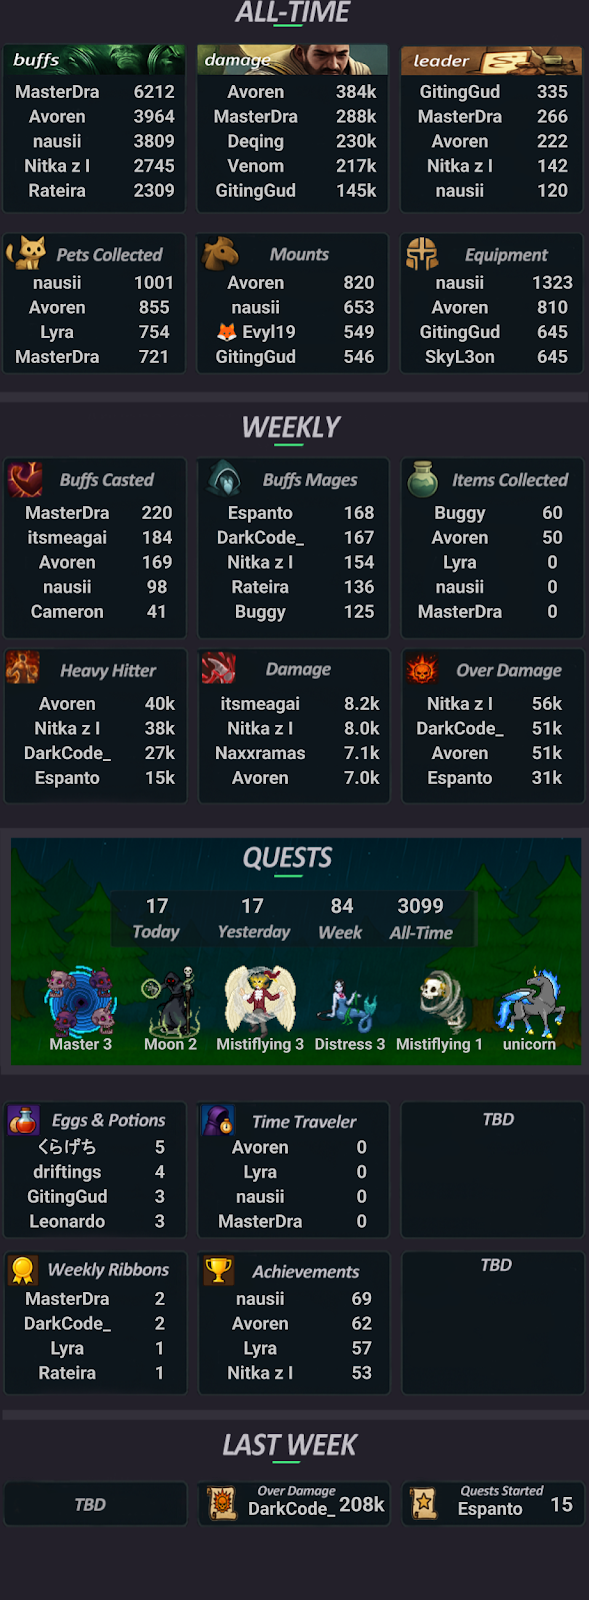 ALL-TIME
buffs
MasterDra 6212
Avoren 3964
nausii 3809
Nitka z l 2745
Rateira 2309
damage
Avoren 384k
MasterDra 288k
Deqing 230k
Venom 217k
GitingGud 145k
leader
GitingGud 335
MasterDra 266
Avoren 222
Nitka z l 142
nausii 120
Pets Collected
nausii 1001
Avoren 855
Lyra 754
MasterDra 721
Mounts
Avoren 820
nausii 653
🦊 Evyl19 549
GitingGud 546
Equipment
nausii 1323
Avoren 810
GitingGud 645
SkyL3on 645
WEEKLY
Buffs Casted
MasterDra 220
itsmeagai 184
Avoren 169
nausii 98
Cameron 41
Buffs Mages
Espanto 168
DarkCode_ 167
Nitka z l 154
Rateira 136
Buggy 125
Items Collected
Buggy 60
Avoren 50
Lyra 0
nausii 0
MasterDra 0
Heavy Hitter
Avoren 40k
Nitka z l 38k
DarkCode_ 27k
Espanto 15k
Damage
itsmeagai 8.2k
Nitka z l 8.0k
Naxxramas 7.1k
Avoren 7.0k
Over Damage
Nitka z l 56k
DarkCode_ 51k
Avoren 51k
Espanto 31k
QUESTS
17 17 84 3099
Today Yesterday Week All-Time
Master 3 Moon 2 Mistiflying 3 Distress 3 Mistiflying 1 unicorn
Eggs & Potions
くらげち 5
driftings 4
GitingGud 3
Leonardo 3
Time Traveler
Avoren 0
Lyra 0
nausii 0
MasterDra 0
TBD
Weekly Ribbons
MasterDra 2
DarkCode_ 2
Lyra 1
Rateira 1
Achievements
nausii 69
Avoren 62
Lyra 57
Nitka z l 53
TBD
LAST WEEK
TBD
Over Damage
DarkCode_ 208k
Quests Started
Espanto 15